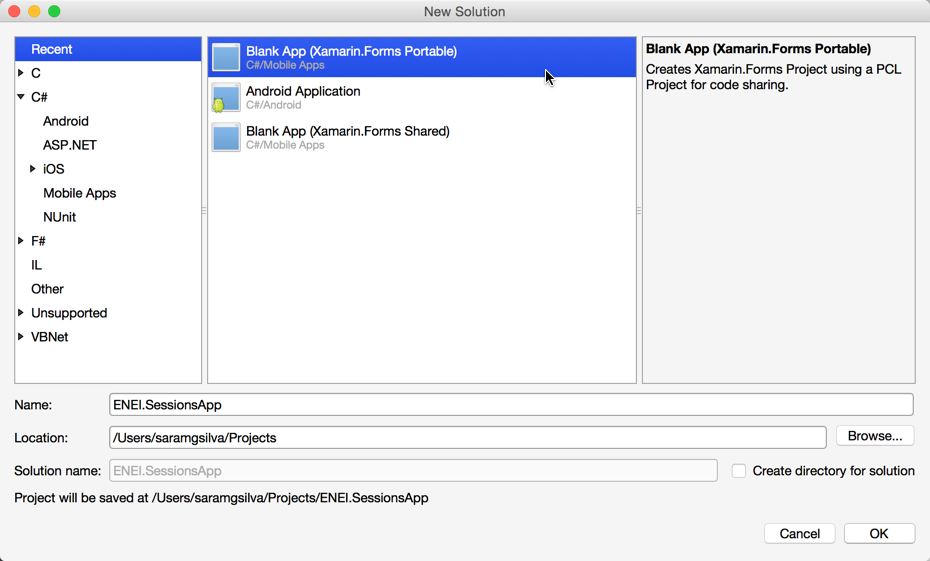 New Solution
Recent
C
C#
Android
ASP.NET
iOS
Mobile Apps
NUnit
F#
IL
Other
Unsupported
VBNet
Blank App (Xamarin.Forms Portable)
C#/Mobile Apps
Android Application
C#/Android
Blank App (Xamarin.Forms Shared)
C#/Mobile Apps
Blank App (Xamarin.Forms Portable)
Creates Xamarin.Forms Project using a PCL
Project for code sharing.
Name: ENEI.SessionsApp
Location: /Users/saramgsilva/Projects Browse...
Solution name: ENEI.SessionsApp Create directory for solution
Project will be saved at /Users/saramgsilva/Projects/ENEI.SessionsApp
Cancel OK